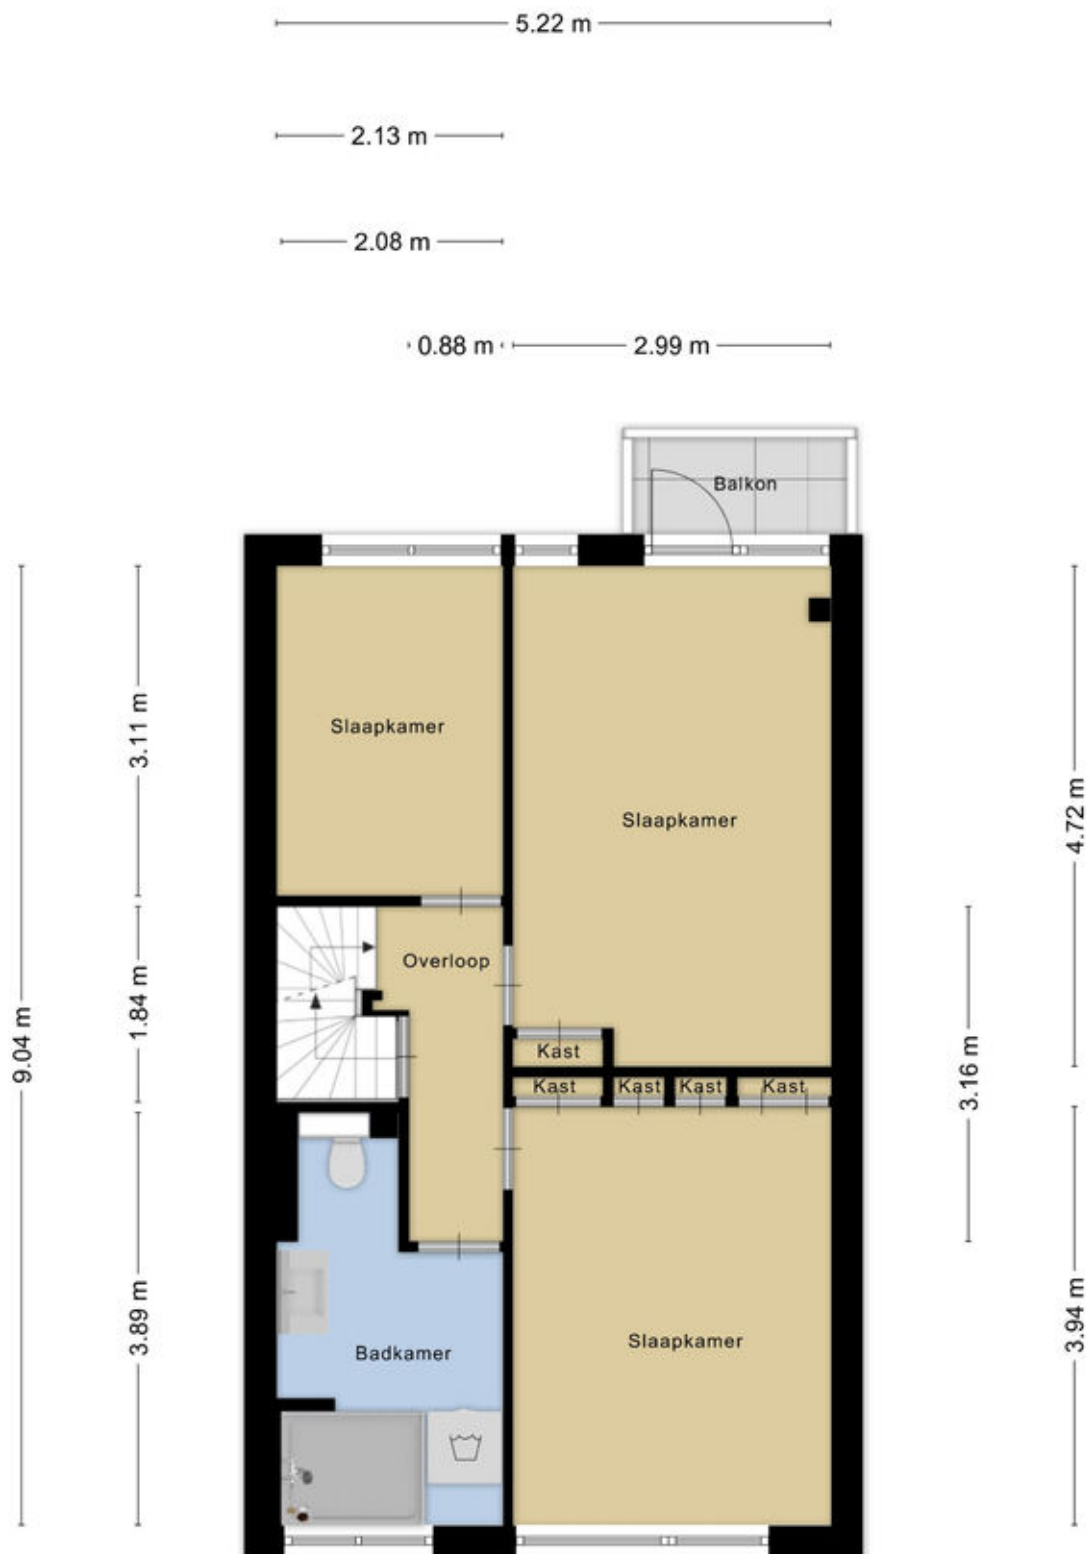 5.22 m
2.13 m
2.08 m
0.88 m
2.99 m
Balkon
3.11 m
Slaapkamer
4.72 m
Slaapkamer
Overloop
1.84 m
9.04 m
Kast
3.16 m
Kast
Kast
Kast
Kast
3.89 m
3.94 m
Slaapkamer
Badkamer